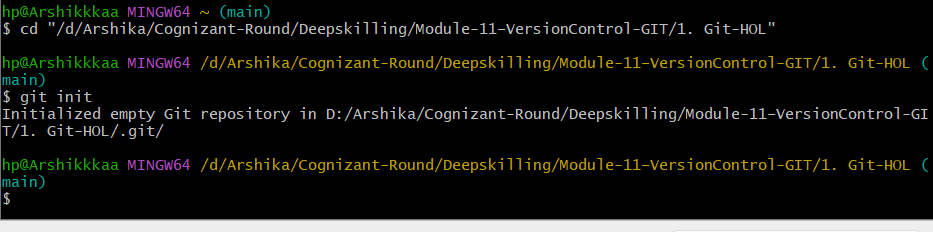 hp@Arshikkkaa MINGW64 ~ (main)
$ cd "/d/Arshika/Cognizant-Round/Deepskilling/Module-11-VersionControl-GIT/1. Git-HOL"
hp@Arshikkkaa MINGW64 /d/Arshika/Cognizant-Round/Deepskilling/Module-11-VersionControl-GIT/1. Git-HOL (
main)
$ git init
Initialized empty Git repository in D:/Arshika/Cognizant-Round/Deepskilling/Module-11-VersionControl-GI
T/1. Git-HOL/.git/
hp@Arshikkkaa MINGW64 /d/Arshika/Cognizant-Round/Deepskilling/Module-11-VersionControl-GIT/1. Git-HOL (
main)
$